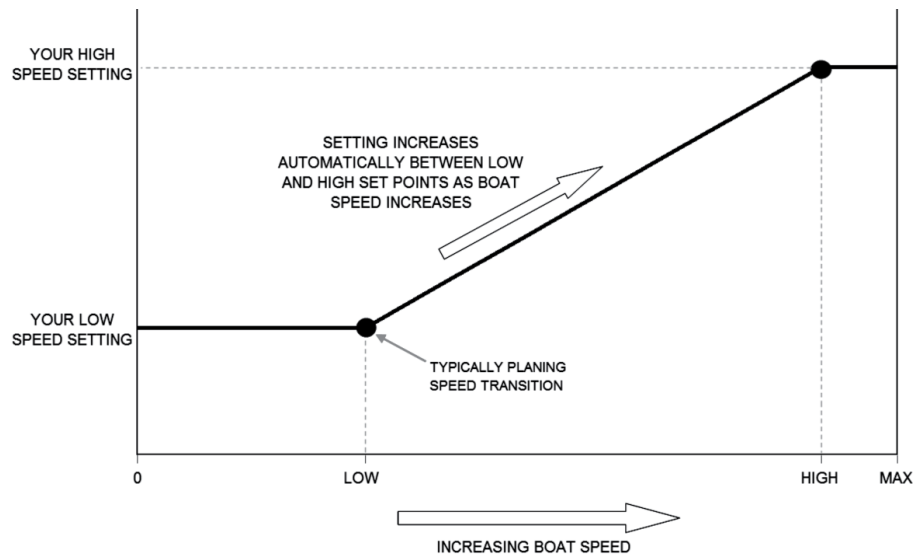 YOUR HIGH
SPEED SETTING
SETTING INCREASES
AUTOMATICALLY BETWEEN LOW
AND HIGH SET POINTS AS BOAT
SPEED INCREASES
YOUR LOW
SPEED SETTING
TYPICALLY PLANING
SPEED TRANSITION
0 LOW HIGH MAX
INCREASING BOAT SPEED